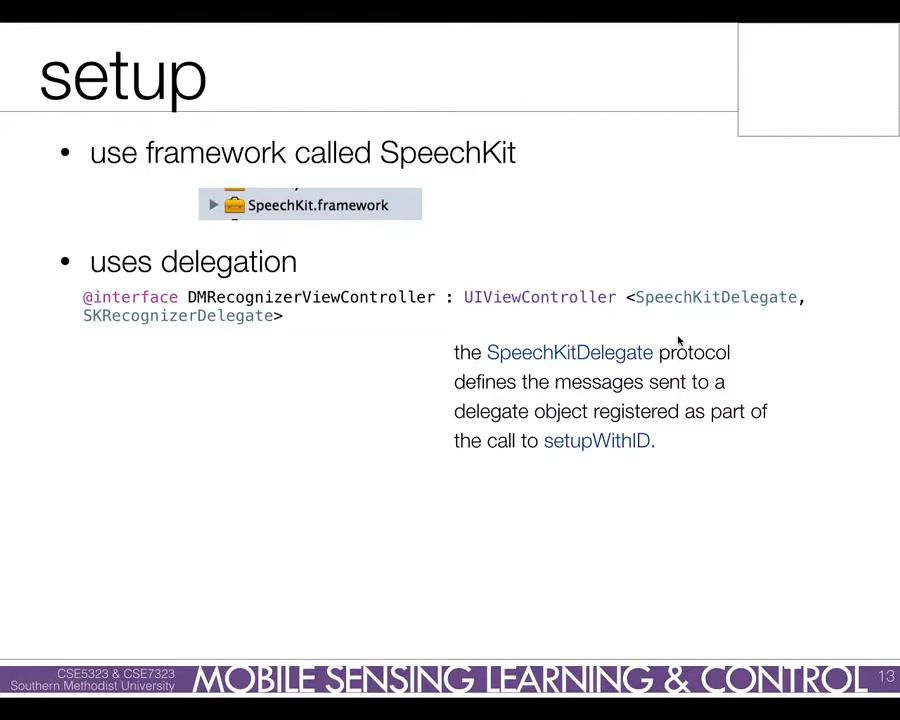 setup
• use framework called SpeechKit
SpeechKit.framework
• uses delegation
@interface DMRecognizerViewController : UIViewController <SpeechKitDelegate,
SKRecognizerDelegate>
the SpeechKitDelegate protocol
defines the messages sent to a
delegate object registered as part of
the call to setupWithID.
CSE5323 & CSE7323
Southern Methodist University
MOBILE SENSING LEARNING & CONTROL
13